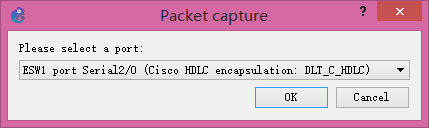 Packet capture
Please select a port:
ESW1 port Serial2/0 (Cisco HDLC encapsulation: DLT_C_HDLC)
OK Cancel